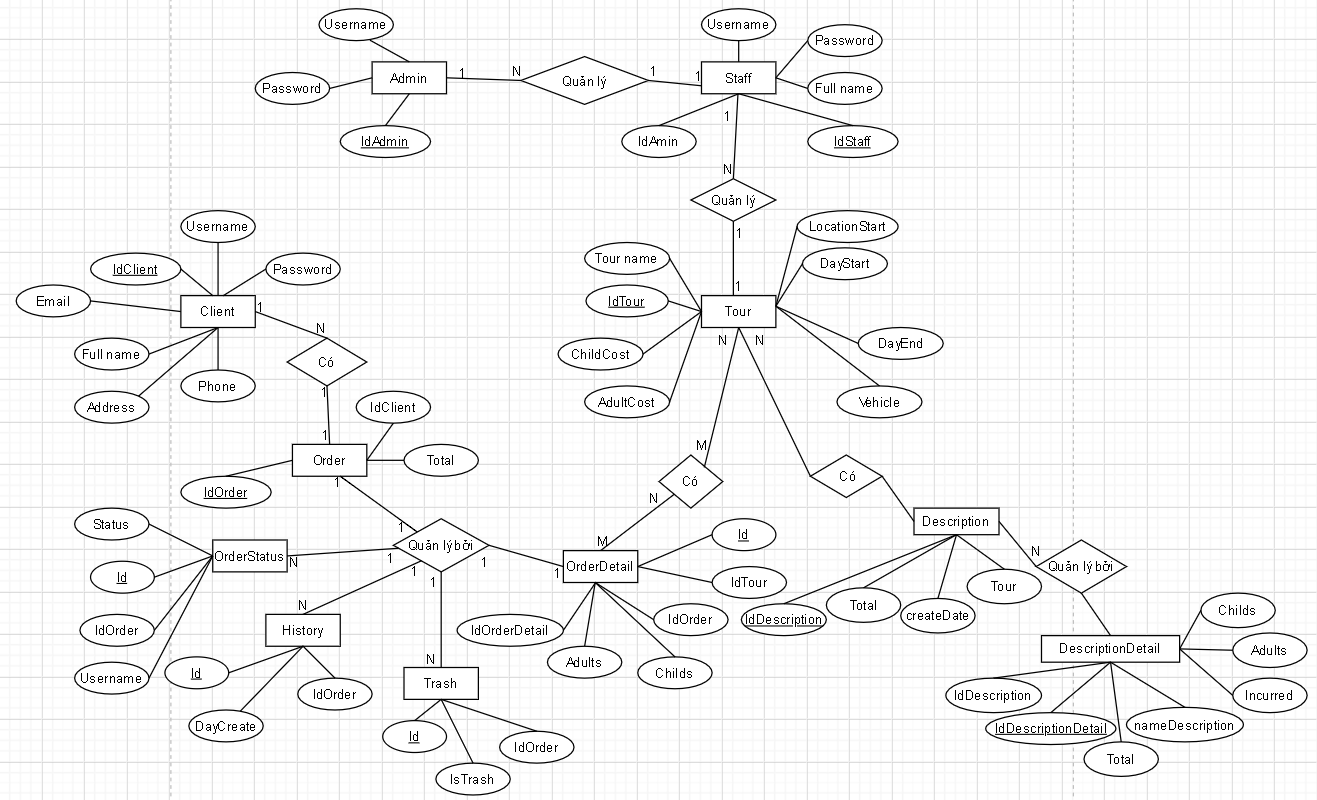 Username
Username
Password
Admin
1
N
Quản lý
1
1
Staff
Password
Full name
IdAdmin
IdAmin
1
IdStaff
N
Quản lý
1
1
Username
IdClient
Password
Email
Client
1
N
Full name
Phone
Address
Có
1
1
LocationStart
Tour name
DayStart
IdTour
Tour
ChildCost
N
N
DayEnd
AdultCost
Vehicle
IdClient
Order
Total
IdOrder
1
M
Có
N
M
Có
Status
1
Quản lý bởi
OrderStatus
N
1
1
1
1
1
OrderDetail
Id
Id
IdTour
IdOrder
IdOrderDetail
IdOrder
Adults
Childs
Username
N
History
Id
IdOrder
DayCreate
N
Trash
Id
IdOrder
IsTrash
Description
N
Quản lý bởi
Tour
Total
createDate
IdDescription
DescriptionDetail
Childs
Adults
Incurred
IdDescription
IdDescriptionDetail
nameDescription
Total